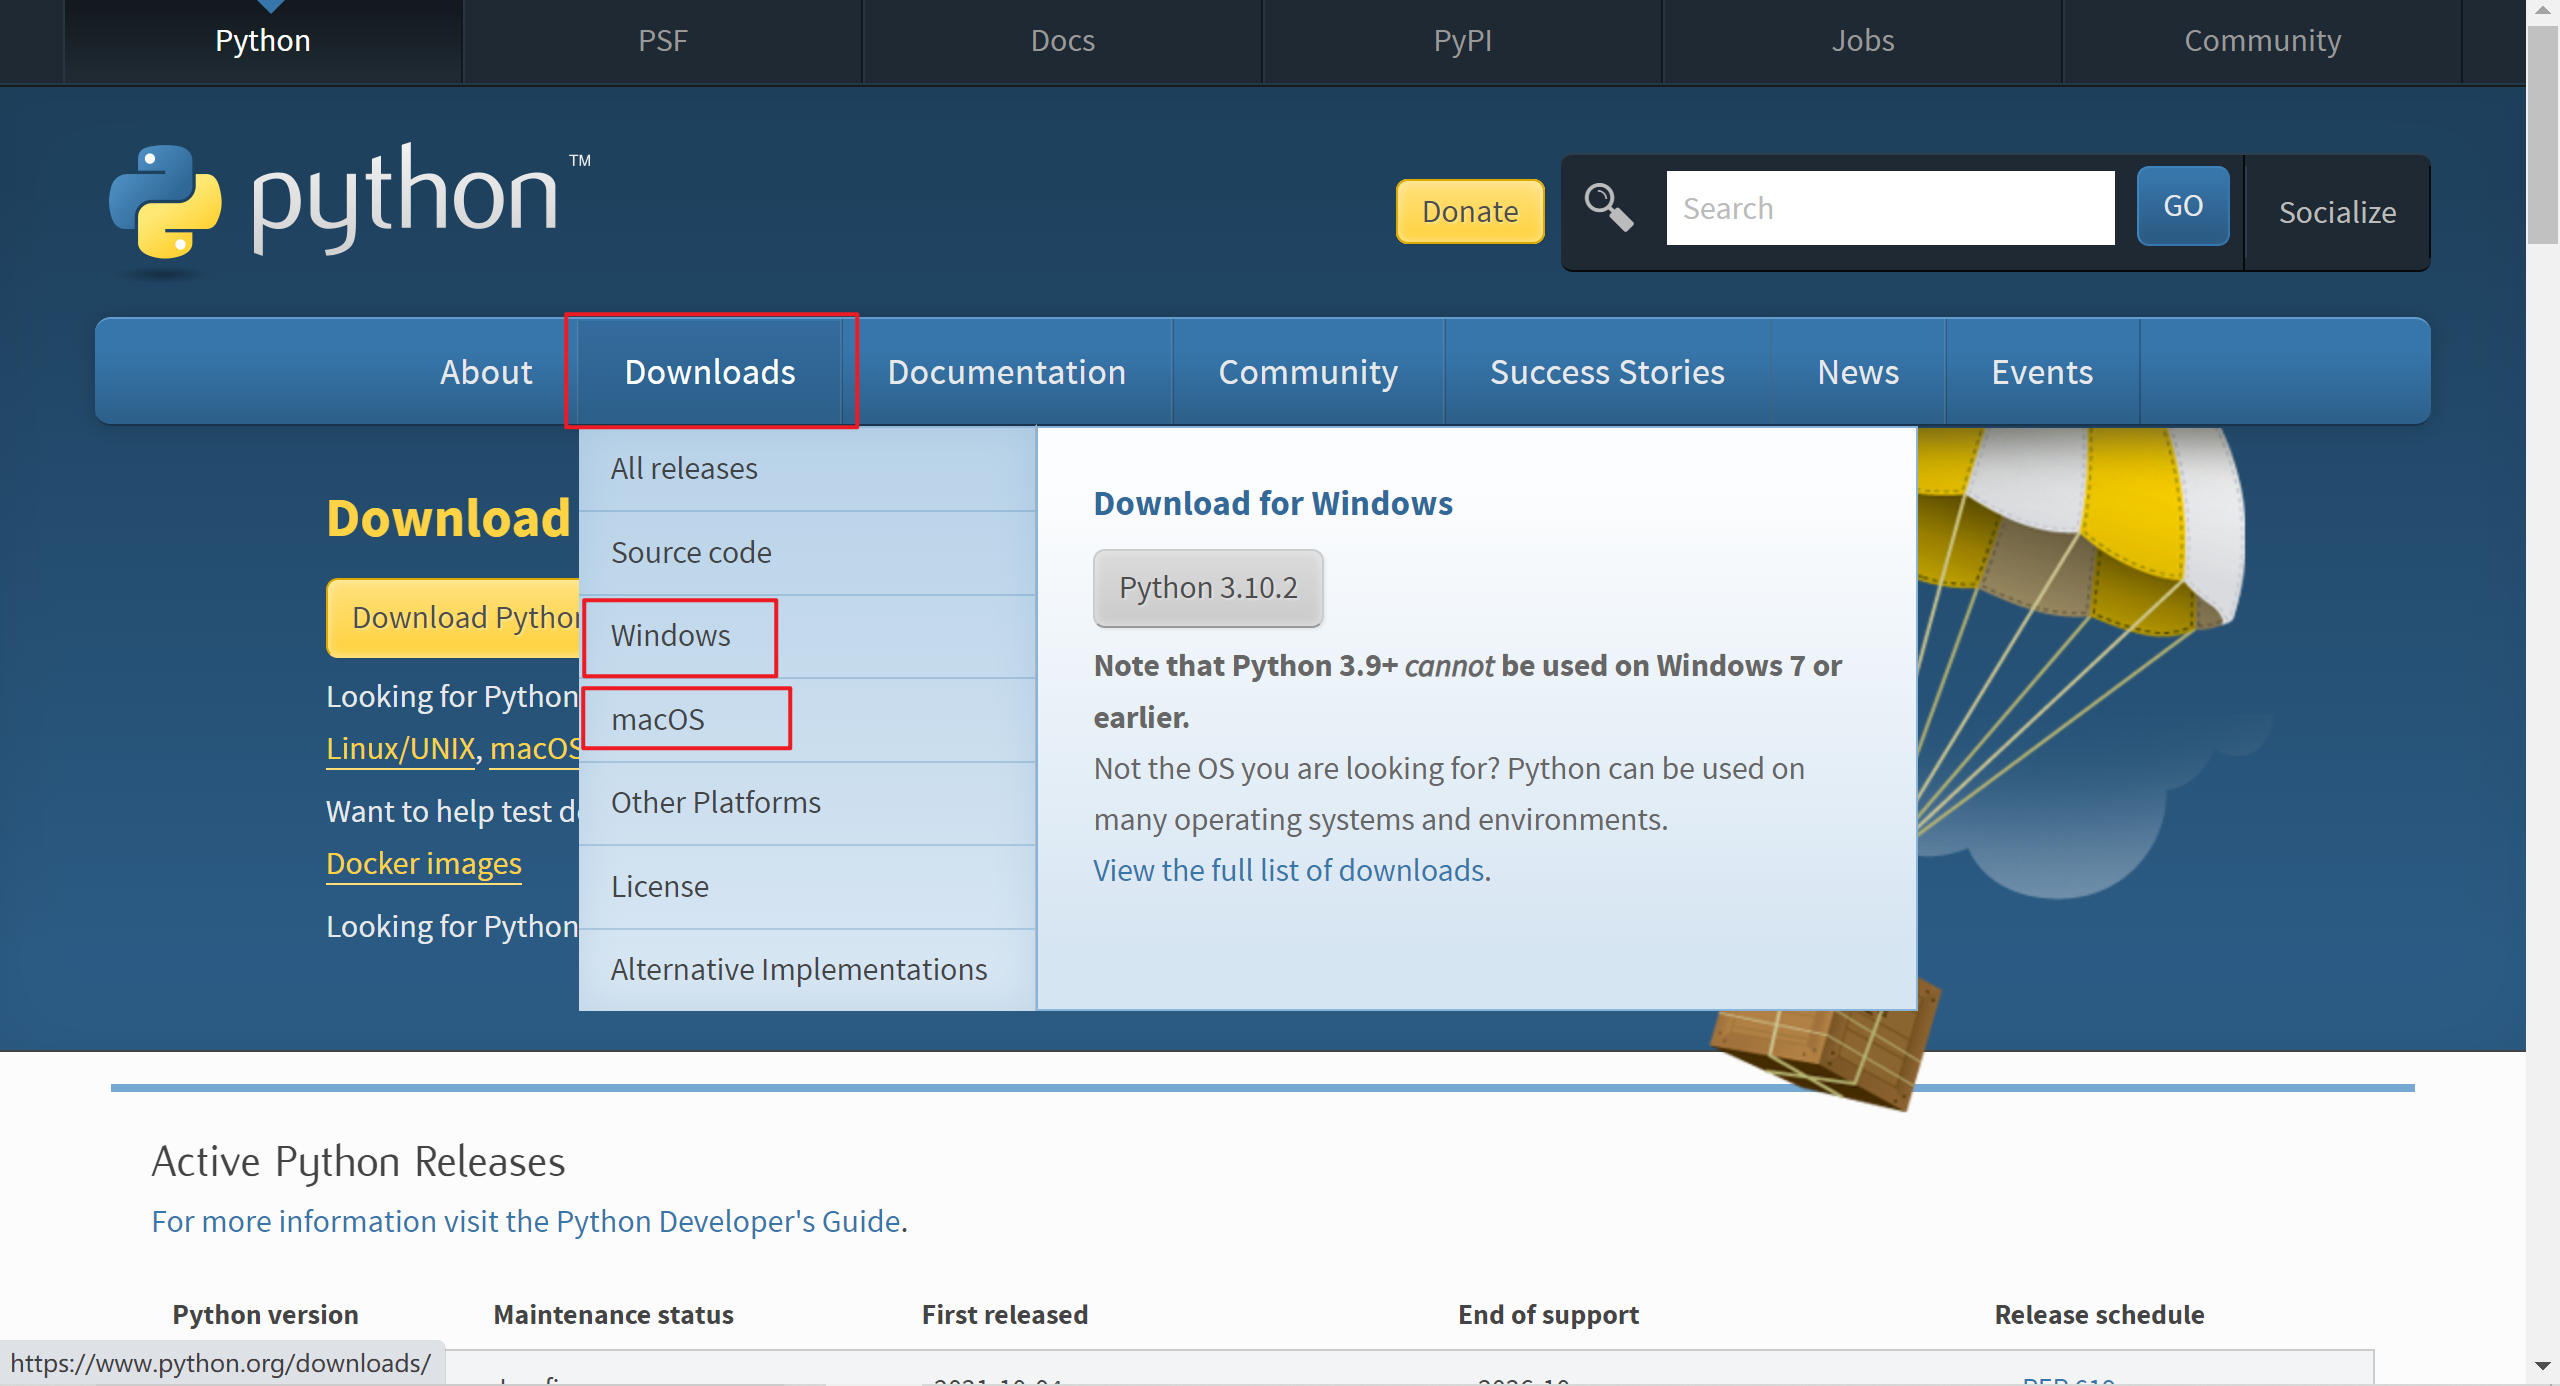 Python
PSF
Docs
PyPI
Jobs
Community
python™
Donate
Search
GO
Socialize
About
Downloads
Documentation
Community
Success Stories
News
Events
Download
Download Python
Looking for Python
Linux/UNIX, macOS
Want to help test
Docker images
Looking for Python
All releases
Source code
Windows
macOS
Other Platforms
License
Alternative Implementations
Download for Windows
Python 3.10.2
Note that Python 3.9+ cannot be used on Windows 7 or
earlier.
Not the OS you are looking for? Python can be used on
many operating systems and environments.
View the full list of downloads.
Active Python Releases
For more information visit the Python Developer's Guide.
Python version
Maintenance status
First released
End of support
Release schedule
https://www.python.org/downloads/